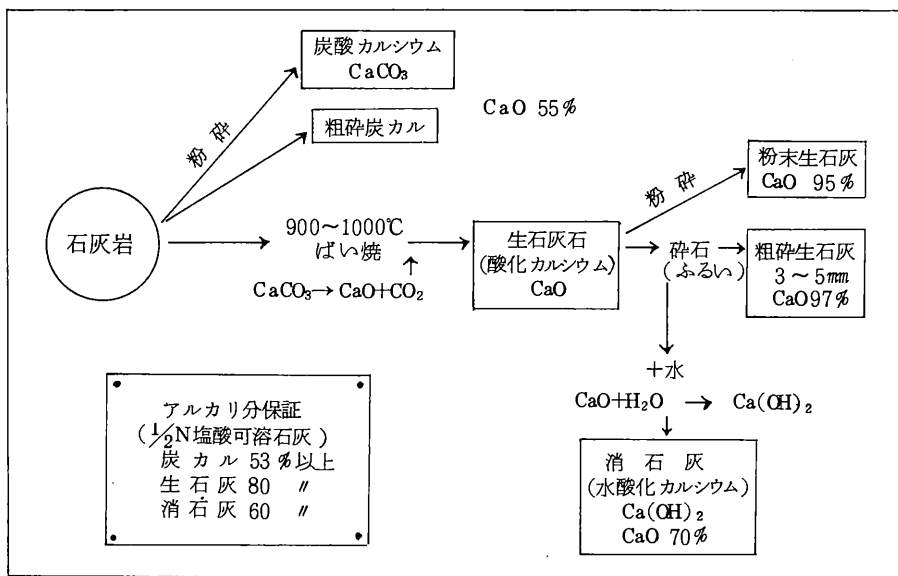 炭酸カルシウム
CaCO₃
CaO 55%
粗砕炭カル
粉砕
石灰岩
900~1000℃
ばい焼
CaCO₃→CaO+CO₂
生石灰石
(酸化カルシウム)
CaO
粉砕
粉末生石灰
CaO 95%
砕石
(ふるい)
粗砕生石灰
3~5㎜
CaO97%
+水
CaO+H₂O → Ca(OH)₂
消石灰
(水酸化カルシウム)
Ca(OH)₂
CaO 70%
アルカリ分保証
(1/2N塩酸可溶石灰)
炭カル 53%以上
生石灰 80 〃
消石灰 60 〃